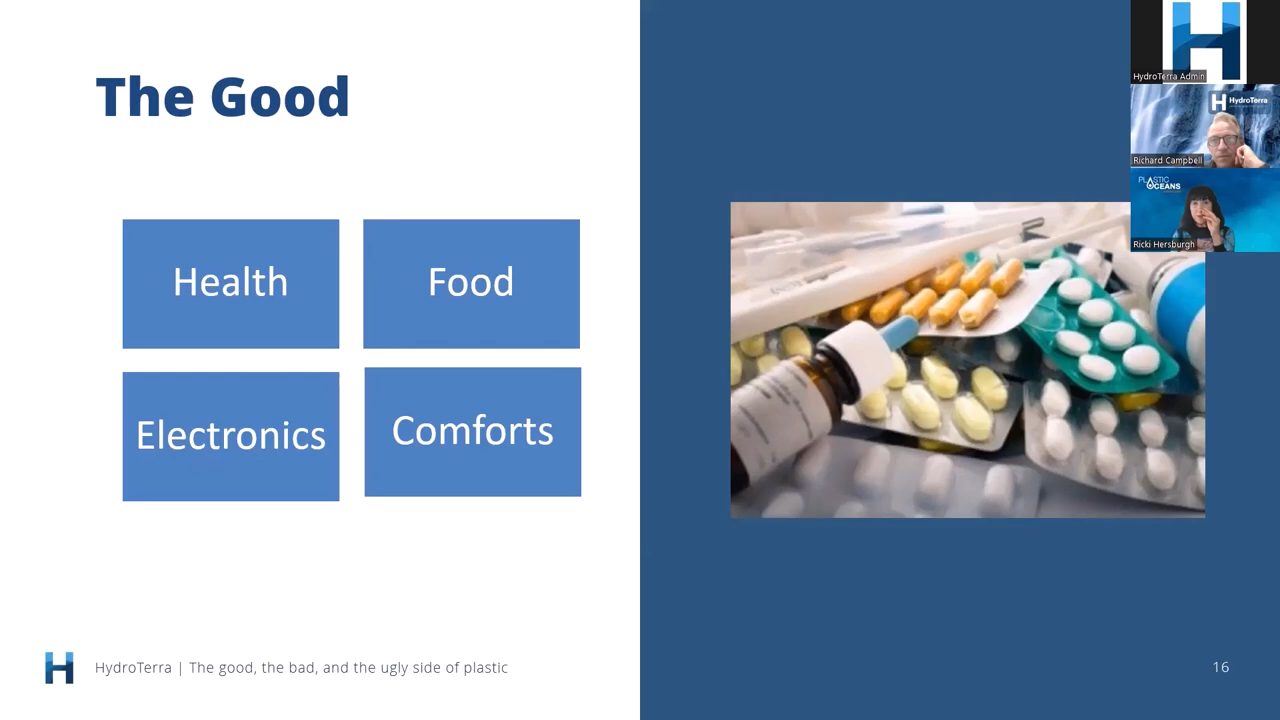 The Good
Health
Food
Electronics
Comforts
HydroTerra | The good, the bad, and the ugly side of plastic
16
HydroTerra Admin
HydroTerra
Richard Campbell
PLASTIC
OCEANS
Ricki Hersburgh